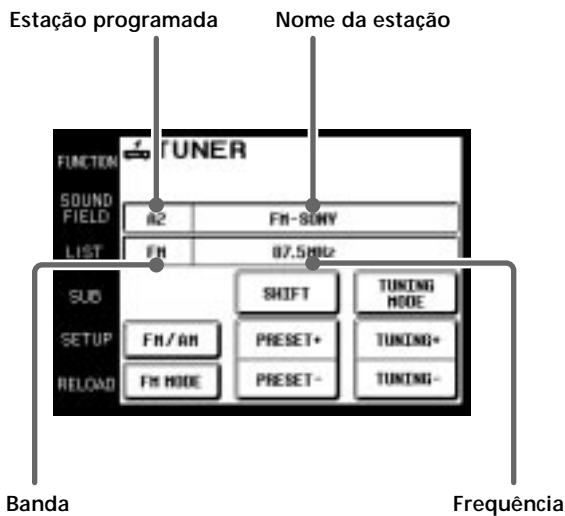 Estação programada Nome da estação
TUNER
FUNCTION
SOUND
FIELD
A2 FM-SONY
LIST FM 87.5MHz
SUB SHIFT TUNING
MODE
SETUP FM/AM PRESET+ TUNING+
RELOAD FM MODE PRESET- TUNING-
Banda Frequência